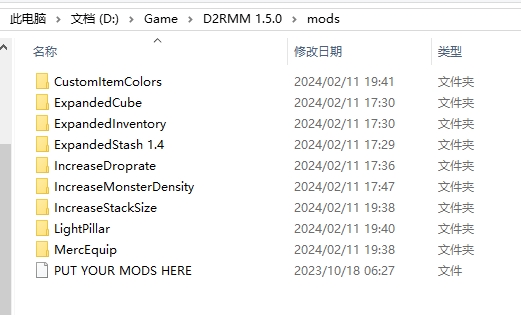 此电脑 > 文档 (D:) > Game > D2RMM 1.5.0 > mods
名称 修改日期 类型
CustomItemColors 2024/02/11 19:41 文件夹
ExpandedCube 2024/02/11 17:30 文件夹
ExpandedInventory 2024/02/11 17:30 文件夹
ExpandedStash 1.4 2024/02/11 17:29 文件夹
IncreaseDroprate 2024/02/11 17:36 文件夹
IncreaseMonsterDensity 2024/02/11 17:47 文件夹
IncreaseStackSize 2024/02/11 19:38 文件夹
LightPillar 2024/02/11 19:40 文件夹
MercEquip 2024/02/11 19:38 文件夹
PUT YOUR MODS HERE 2023/10/18 06:27 文件